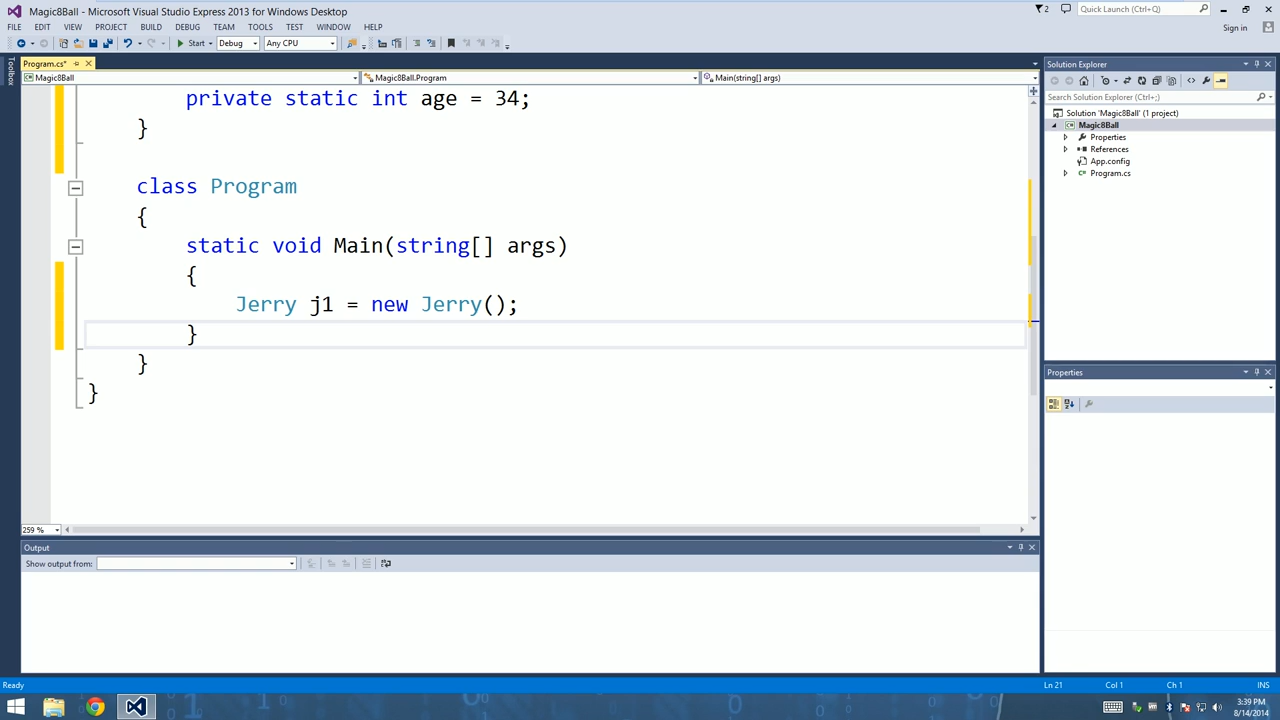 Magic8Ball - Microsoft Visual Studio Express 2013 for Windows Desktop
2
Quick Launch (Ctrl+Q)
FILE EDIT VIEW PROJECT BUILD DEBUG TEAM TOOLS TEST WINDOW HELP
Sign in
Start Debug Any CPU
Toolbox
Program.cs*
Magic8Ball
Magic8Ball.Program
Main(string[] args)
private static int age = 34;
}
class Program
{
static void Main(string[] args)
{
Jerry j1 = new Jerry();
}
}
}
259 %
Solution Explorer
Search Solution Explorer (Ctrl+;)
Solution 'Magic8Ball' (1 project)
Magic8Ball
Properties
References
App.config
Program.cs
Properties
Output
Show output from:
Ready
Ln 21
Col 1
Ch 1
INS
3:39 PM
8/14/2014